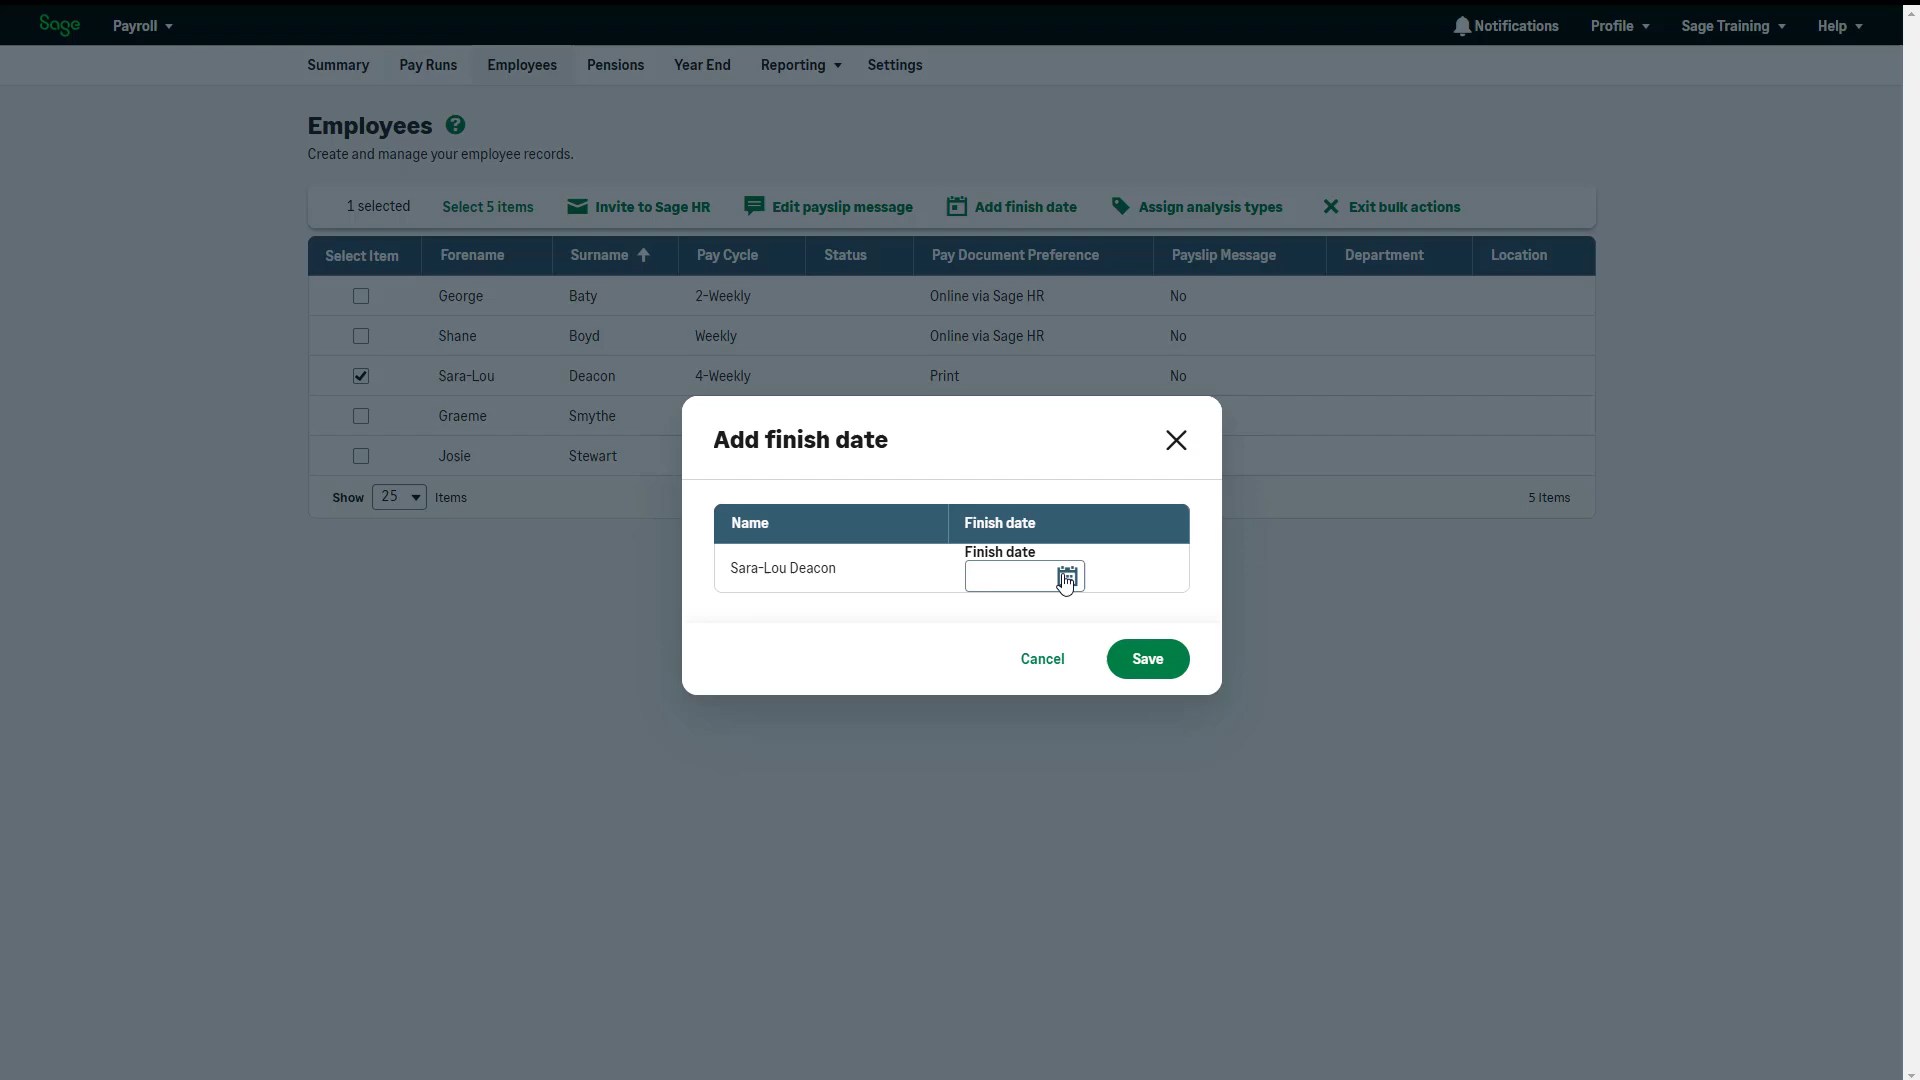 Sage Payroll Notifications Profile Sage Training Help
Summary Pay Runs Employees Pensions Year End Reporting Settings
Employees ?
Create and manage your employee records.
1 selected Select 5 items Invite to Sage HR Edit payslip message Add finish date Assign analysis types Exit bulk actions
Select Item Forename Surname Pay Cycle Status Pay Document Preference Payslip Message Department Location
George Baty 2-Weekly Online via Sage HR No
Shane Boyd Weekly Online via Sage HR No
Sara-Lou Deacon 4-Weekly Print No
Graeme Smythe
Josie Stewart
Show 25 Items 5 Items
Add finish date
Name Finish date
Finish date
Sara-Lou Deacon
Cancel Save